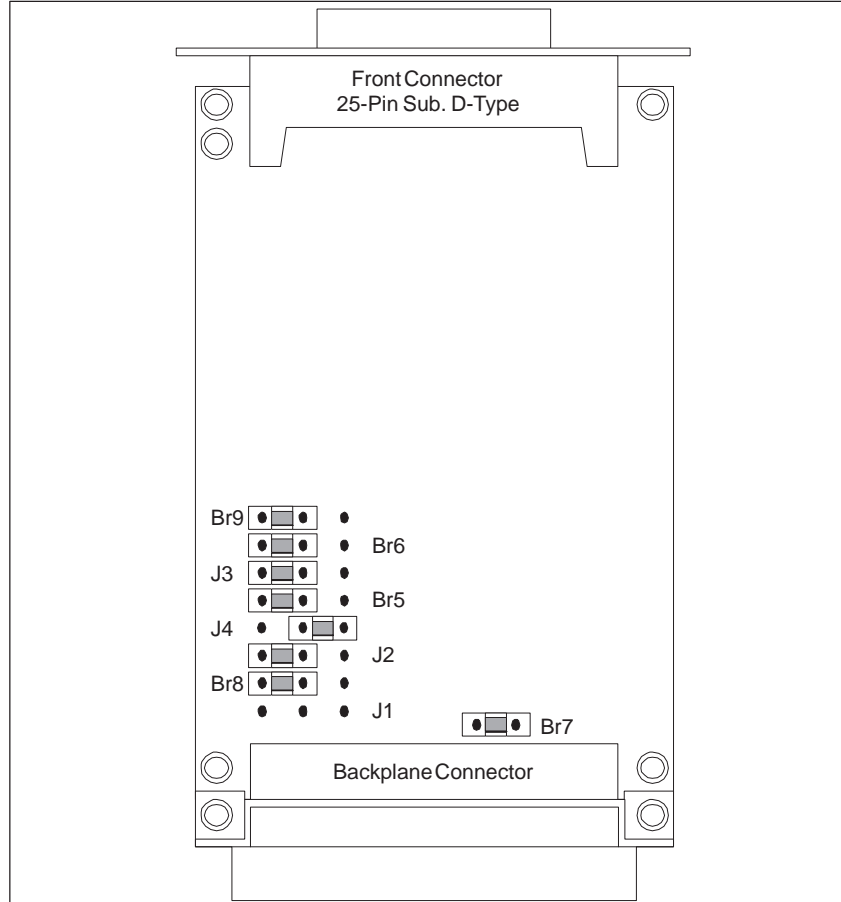 Front Connector
25-Pin Sub. D-Type
Br9
Br6
J3
Br5
J4
J2
Br8
J1
Br7
Backplane Connector